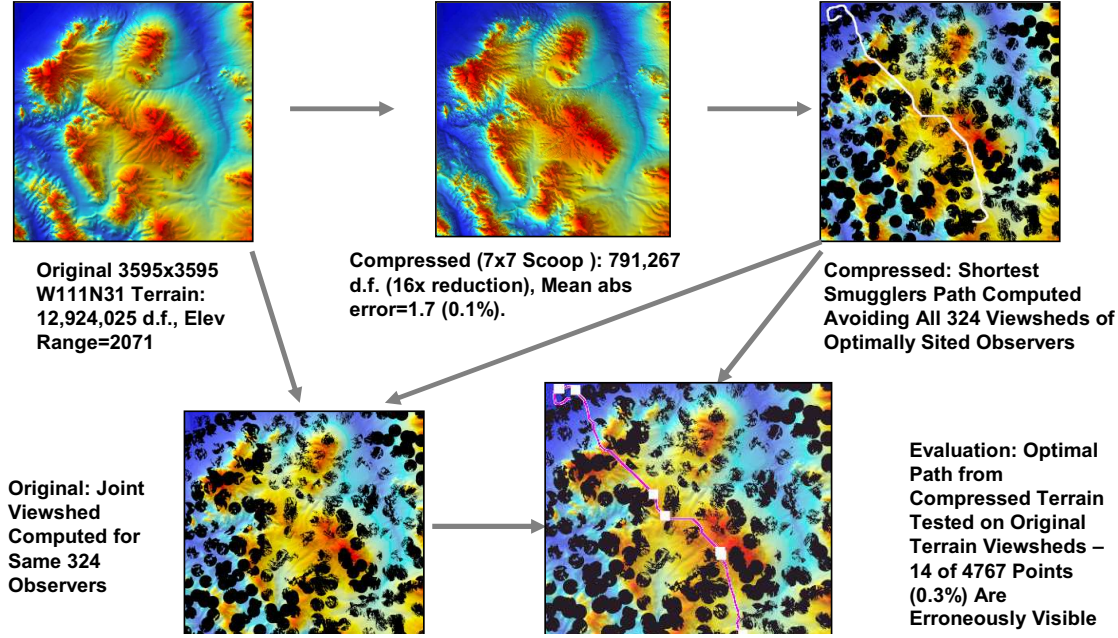 Original 3595x3595
W111N31 Terrain:
12,924,025 d.f., Elev
Range=2071
Compressed (7x7 Scoop ): 791,267
d.f. (16x reduction), Mean abs
error=1.7 (0.1%).
Compressed: Shortest
Smugglers Path Computed
Avoiding All 324 Viewsheds of
Optimally Sited Observers
Original: Joint
Viewshed
Computed for
Same 324
Observers
Evaluation: Optimal
Path from
Compressed Terrain
Tested on Original
Terrain Viewsheds –
14 of 4767 Points
(0.3%) Are
Erroneously Visible